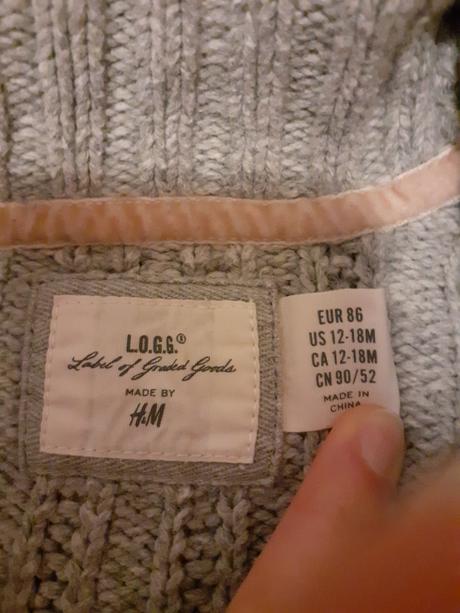 L.O.G.G.®
Label of Graded Goods
MADE BY
H&M
EUR 86
US 12-18M
CA 12-18M
CN 90/52
MADE IN
CHINA